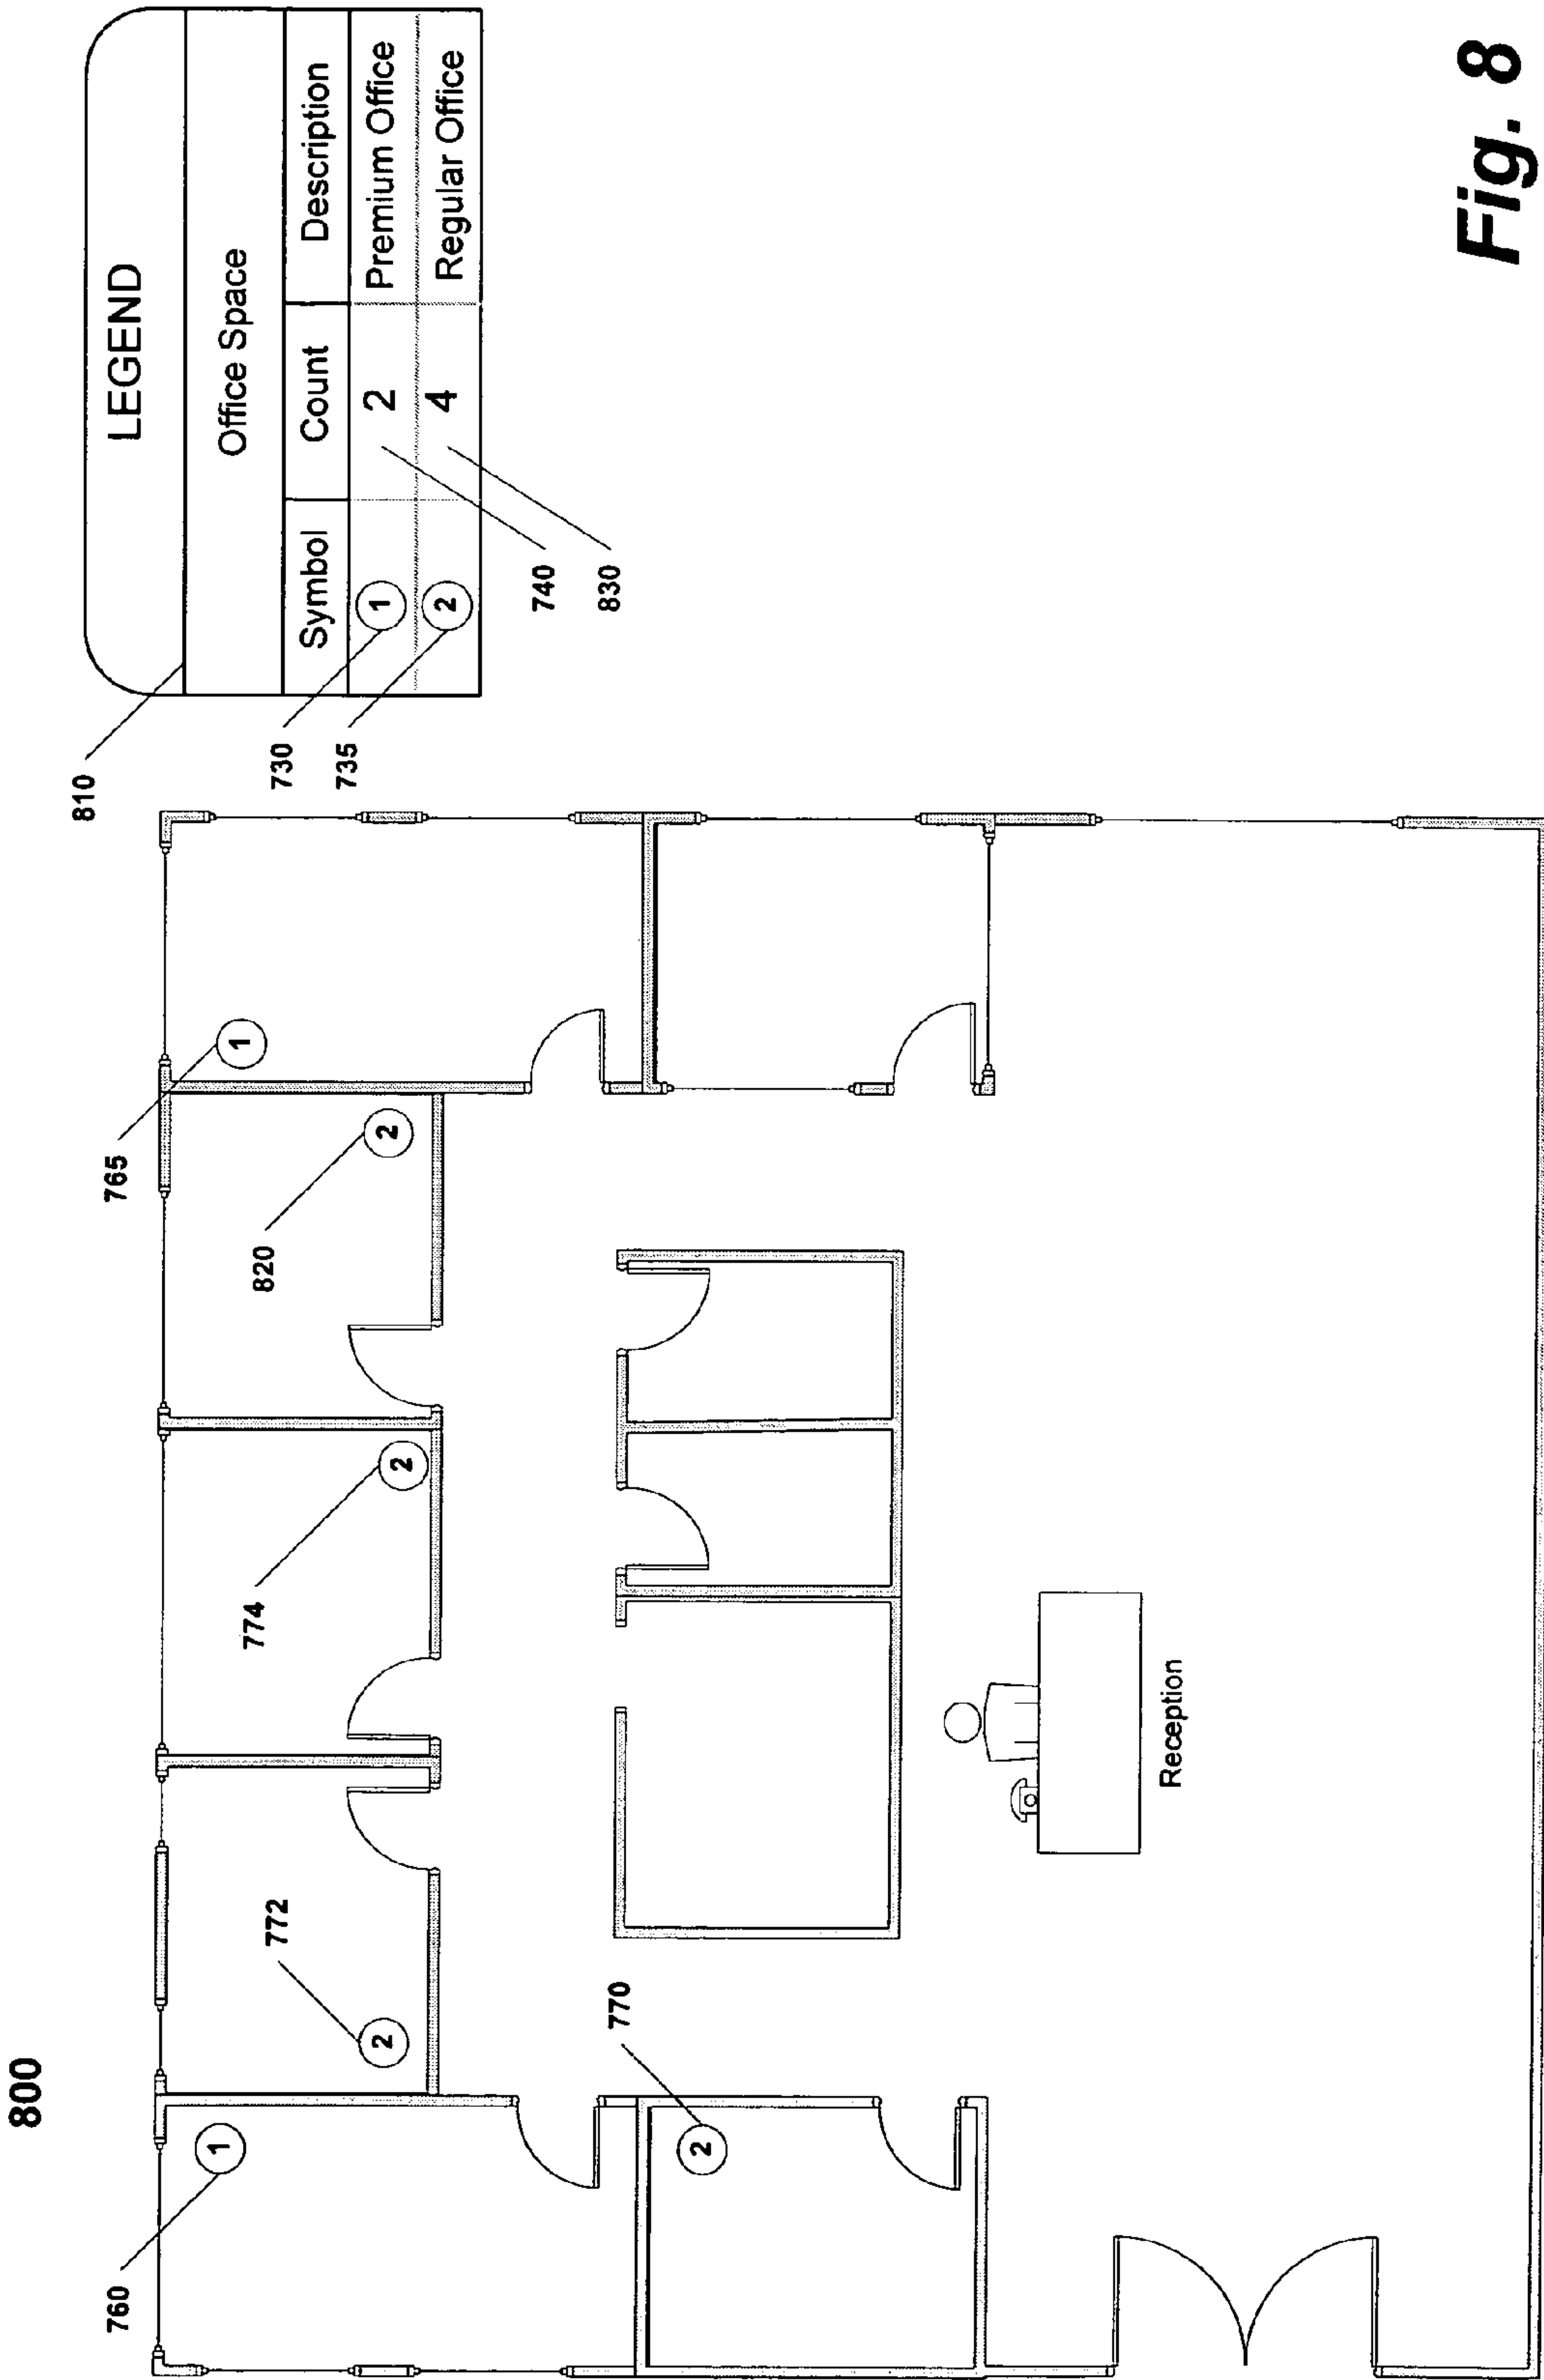 800
760
1
772
2
770
2
774
2
820
2
765
1
Reception
810
LEGEND
Office Space
Symbol Count Description
730
1 2 Premium Office
735
2 4 Regular Office
740
830
Fig. 8